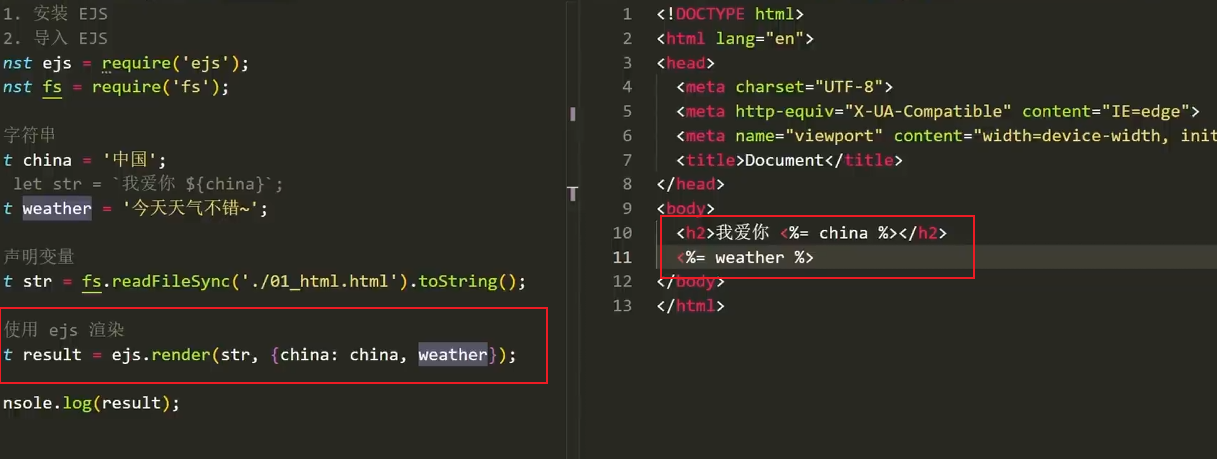 1. 安装 EJS
2. 导入 EJS
nst ejs = require('ejs');
nst fs = require('fs');
字符串
t china = '中国';
let str = `我爱你 ${china}`;
t weather = '今天天气不错~';
声明变量
t str = fs.readFileSync('./01_html.html').toString();
使用 ejs 渲染
t result = ejs.render(str, {china: china, weather});
nsole.log(result);
1 <!DOCTYPE html>
2 <html lang="en">
3 <head>
4 <meta charset="UTF-8">
5 <meta http-equiv="X-UA-Compatible" content="IE=edge">
6 <meta name="viewport" content="width=device-width, init
7 <title>Document</title>
8 </head>
9 <body>
10 <h2>我爱你 <%= china %></h2>
11 <%= weather %>
12 </body>
13 </html>